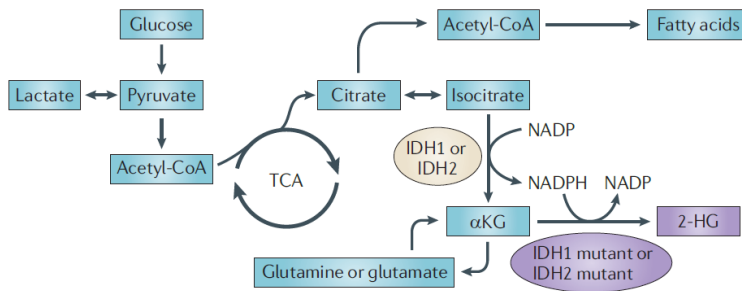 Glucose
Acetyl-CoA
Fatty acids
Lactate
Pyruvate
Citrate
Isocitrate
NADP
IDH1 or
IDH2
Acetyl-CoA
TCA
NADPH
NADP
αKG
2-HG
IDH1 mutant or
IDH2 mutant
Glutamine or glutamate